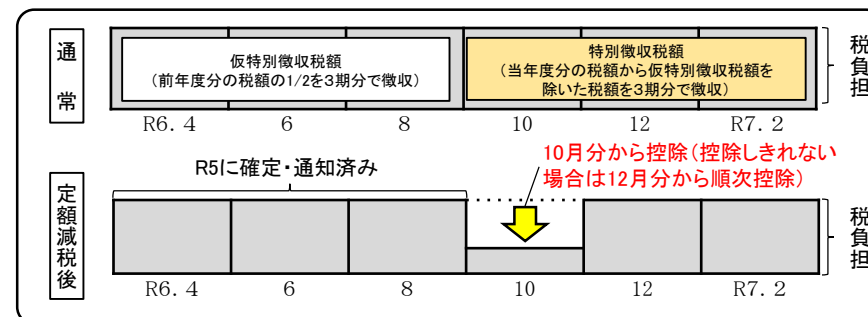 通常
仮特別徴収税額
(前年度分の税額の1/2を3期分で徴収)
特別徴収税額
(当年度分の税額から仮特別徴収税額を
除いた税額を3期分で徴収)
税負担
R6.4 6 8 10 12 R7.2
R5に確定・通知済み
10月分から控除(控除しきれない
場合は12月分から順次控除)
定額減税後
税負担
R6.4 6 8 10 12 R7.2